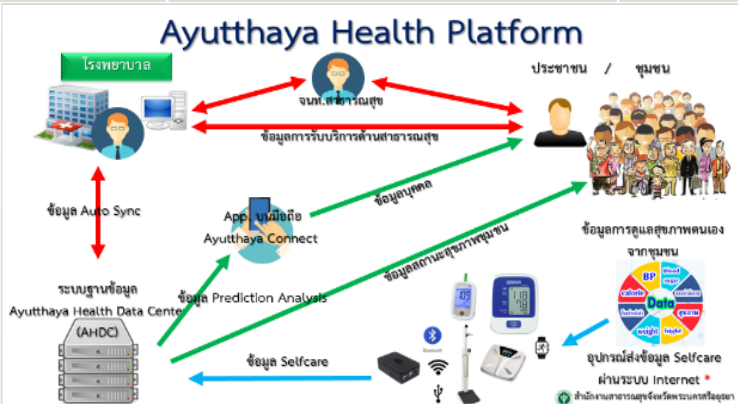 Ayutthaya Health Platform
โรงพยาบาล
ประชาชน / ชุมชน
จนท.สาธารณสุข
ข้อมูลการรับบริการด้านสาธารณสุข
ข้อมูล Auto Sync
App. บนมือถือ
Ayutthaya Connect
ข้อมูลบุคคล
ข้อมูลสถานะสุขภาพชุมชน
ข้อมูลการดูแลสุขภาพตนเอง
จากชุมชน
ระบบฐานข้อมูล
Ayutthaya Health Data Center
(AHDC)
ข้อมูล Prediction Analysis
BP
blood
sugar
calorie
Data
สุขภาพ
weight
hight
OMRON
Bluetooth
ข้อมูล Selfcare
อุปกรณ์ส่งข้อมูล Selfcare
ผ่านระบบ Internet *
สำนักงานสาธารณสุขจังหวัดพระนครศรีอยุธยา